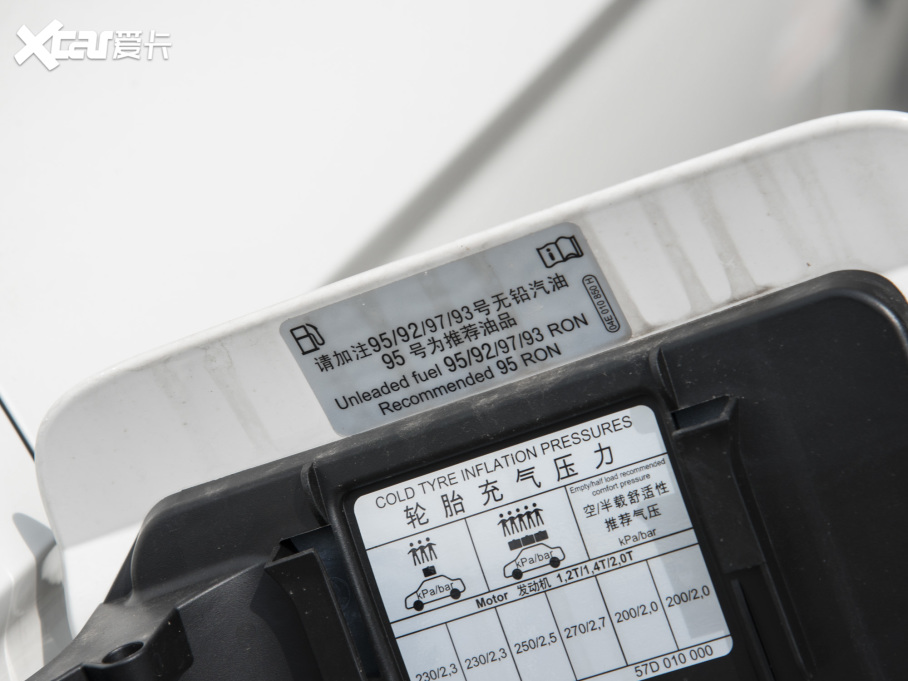 Xcar爱卡
请加注95/92/97/93号无铅汽油
95 号为推荐油品
Unleaded fuel 95/92/97/93 RON
Recommended 95 RON
04E 010 850 H
COLD TYRE INFLATION PRESSURES
轮胎充气压力
Empty/half load recommended
comfort pressure
空/半载舒适性
推荐气压
kPa/bar
kPa/bar
kPa/bar
Motor 发动机 1,2T/1,4T/2,0T
230/2,3 230/2,3 250/2,5 270/2,7 200/2,0 200/2,0
57D 010 000